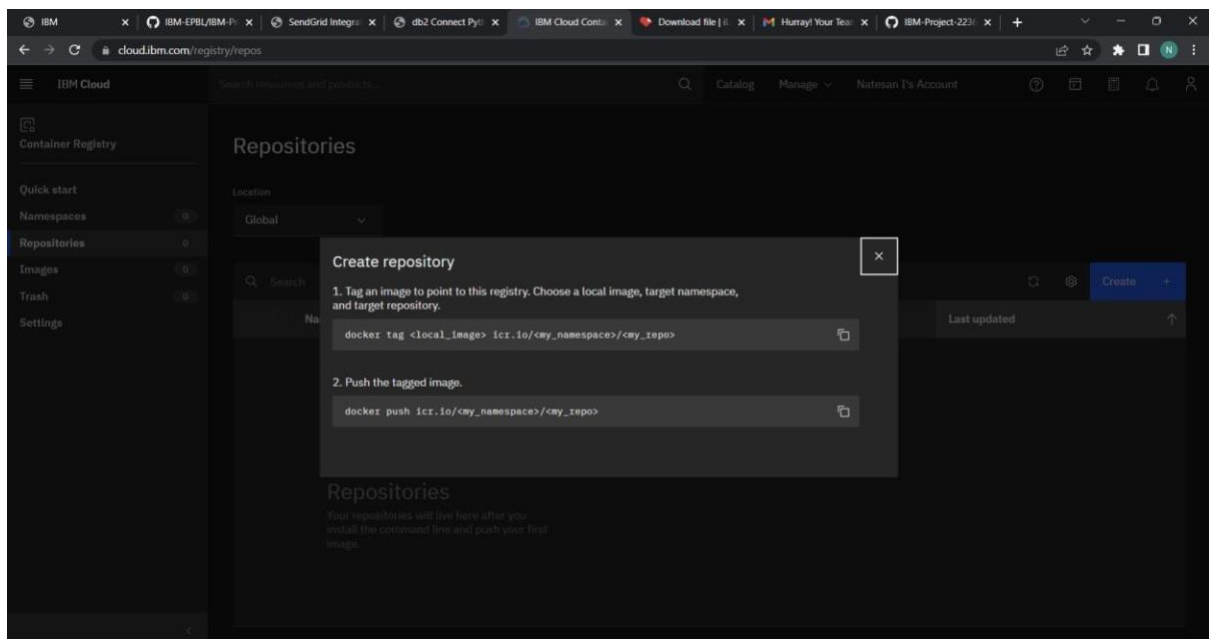 IBM
IBM-EPBL/IBM-Pr
SendGrid Integra
db2 Connect Pyt
IBM Cloud Conta
Download file | iL
Hurray! Your Tean
IBM-Project-2236
cloud.ibm.com/registry/repos
N
IBM Cloud
Search resources and products...
Catalog
Manage
Natesan I's Account
Container Registry
Quick start
Namespaces 0
Repositories 0
Images 0
Trash 0
Settings
Repositories
Location
Global
Search
Create +
Na
Last updated
Create repository
1. Tag an image to point to this registry. Choose a local image, target namespace,
and target repository.
docker tag <local_image> icr.io/<my_namespace>/<my_repo>
2. Push the tagged image.
docker push icr.io/<my_namespace>/<my_repo>
Repositories
Your repositories will live here after you
install the command line and push your first
image.